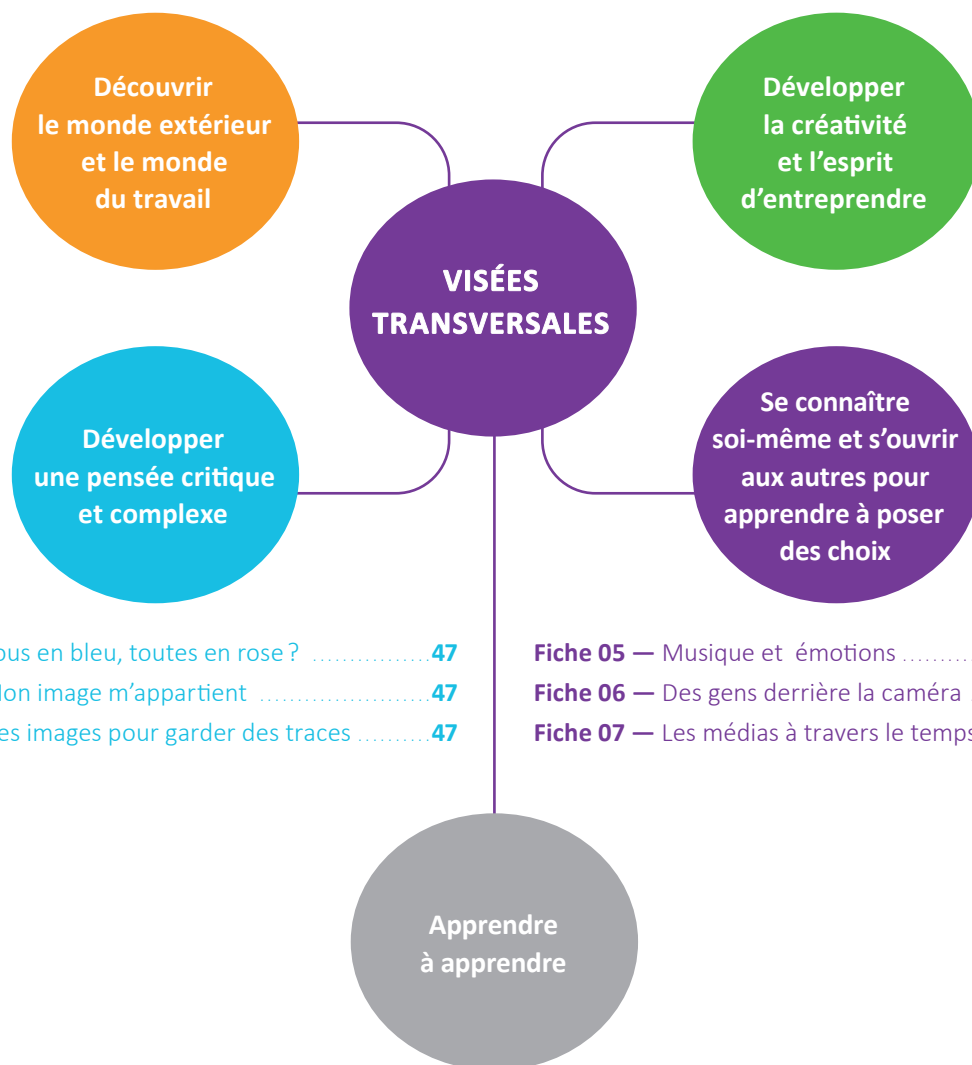 Découvrir
le monde extérieur
et le monde
du travail
Développer
la créativité
et l’esprit
d’entreprendre
VISÉES
TRANSVERSALES
Développer
une pensée critique
et complexe
Se connaître
soi-même et s’ouvrir
aux autres pour
apprendre à poser
des choix
ous en bleu, toutes en rose ? ................ 47
on image m’appartient ........................ 47
es images pour garder des traces .......... 47
Fiche 05 — Musique et émotions ..........
Fiche 06 — Des gens derrière la caméra .
Fiche 07 — Les médias à travers le temps
Apprendre
à apprendre